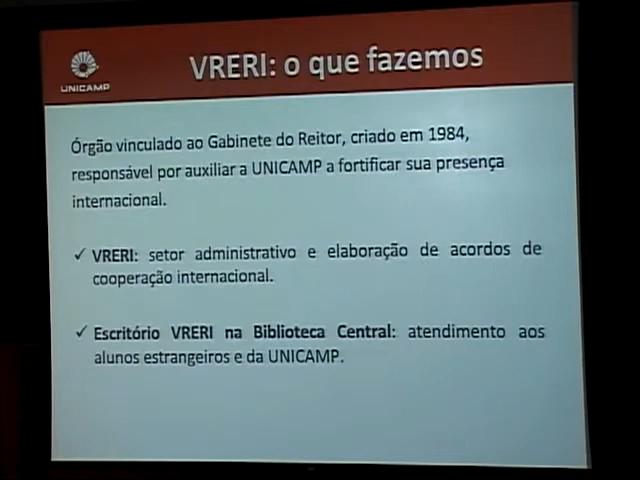 UNICAMP
VRERI: o que fazemos
Órgão vinculado ao Gabinete do Reitor, criado em 1984,
responsável por auxiliar a UNICAMP a fortificar sua presença
internacional.
✓ VRERI: setor administrativo e elaboração de acordos de
cooperação internacional.
✓ Escritório VRERI na Biblioteca Central: atendimento aos
alunos estrangeiros e da UNICAMP.